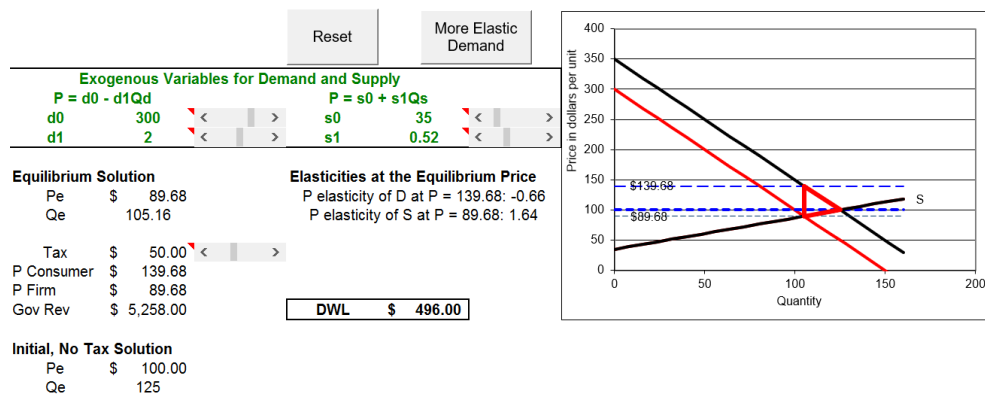 Reset
More Elastic
Demand
Exogenous Variables for Demand and Supply
P = d0 - d1Qd P = s0 + s1Qs
d0 300 < > s0 35 < >
d1 2 < > s1 0.52 < >
Equilibrium Solution
Pe $ 89.68
Qe 105.16
Elasticities at the Equilibrium Price
P elasticity of D at P = 139.68: -0.66
P elasticity of S at P = 89.68: 1.64
Tax $ 50.00 < >
P Consumer $ 139.68
P Firm $ 89.68
Gov Rev $ 5,258.00
DWL $ 496.00
Initial, No Tax Solution
Pe $ 100.00
Qe 125
Price in dollars per unit
400
350
300
250
200
150
100
50
0
$139.68
$89.68
S
0 50 100 150 200
Quantity